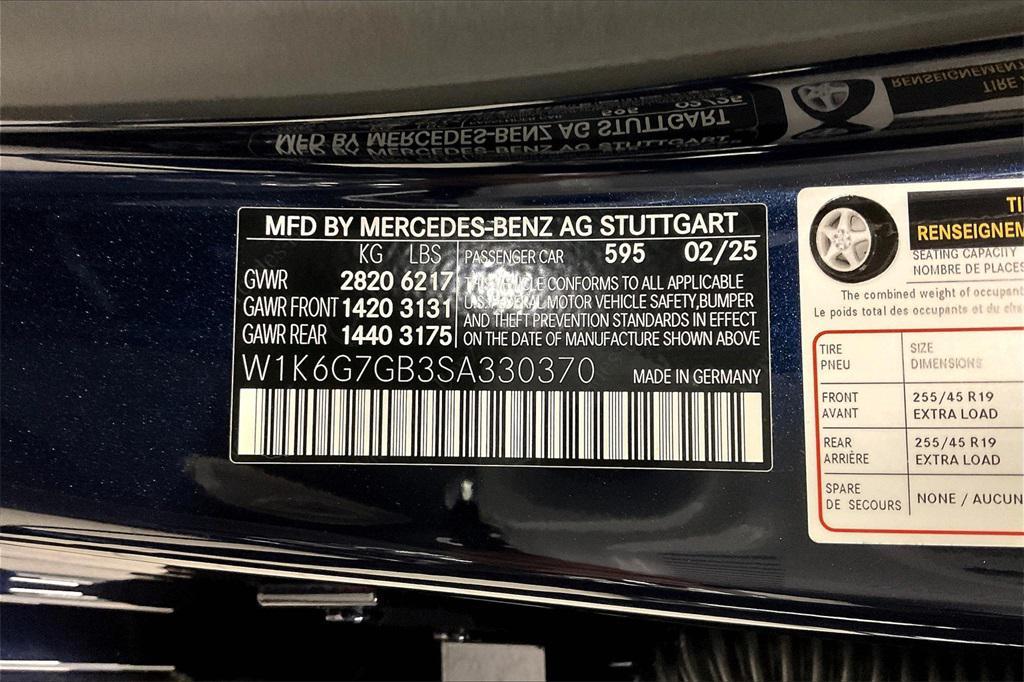 MFD BY MERCEDES-BENZ AG STUTTGART
KG LBS
GVWR 2820 6217
GAWR FRONT 1420 3131
GAWR REAR 1440 3175
PASSENGER CAR 595 02/25
THIS VEHICLE CONFORMS TO ALL APPLICABLE
U.S. FEDERAL MOTOR VEHICLE SAFETY, BUMPER
AND THEFT PREVENTION STANDARDS IN EFFECT
ON THE DATE OF MANUFACTURE SHOWN ABOVE
W1K6G7GB3SA330370 MADE IN GERMANY
RENSEIGNEM
SEATING CAPACITY
NOMBRE DE PLACES
The combined weight of occupant
Le poids total des occupants et du
TIRE SIZE
PNEU DIMENSIONS
FRONT 255/45 R19
AVANT EXTRA LOAD
REAR 255/45 R19
ARRIÈRE EXTRA LOAD
SPARE
DE SECOURS NONE / AUCUN